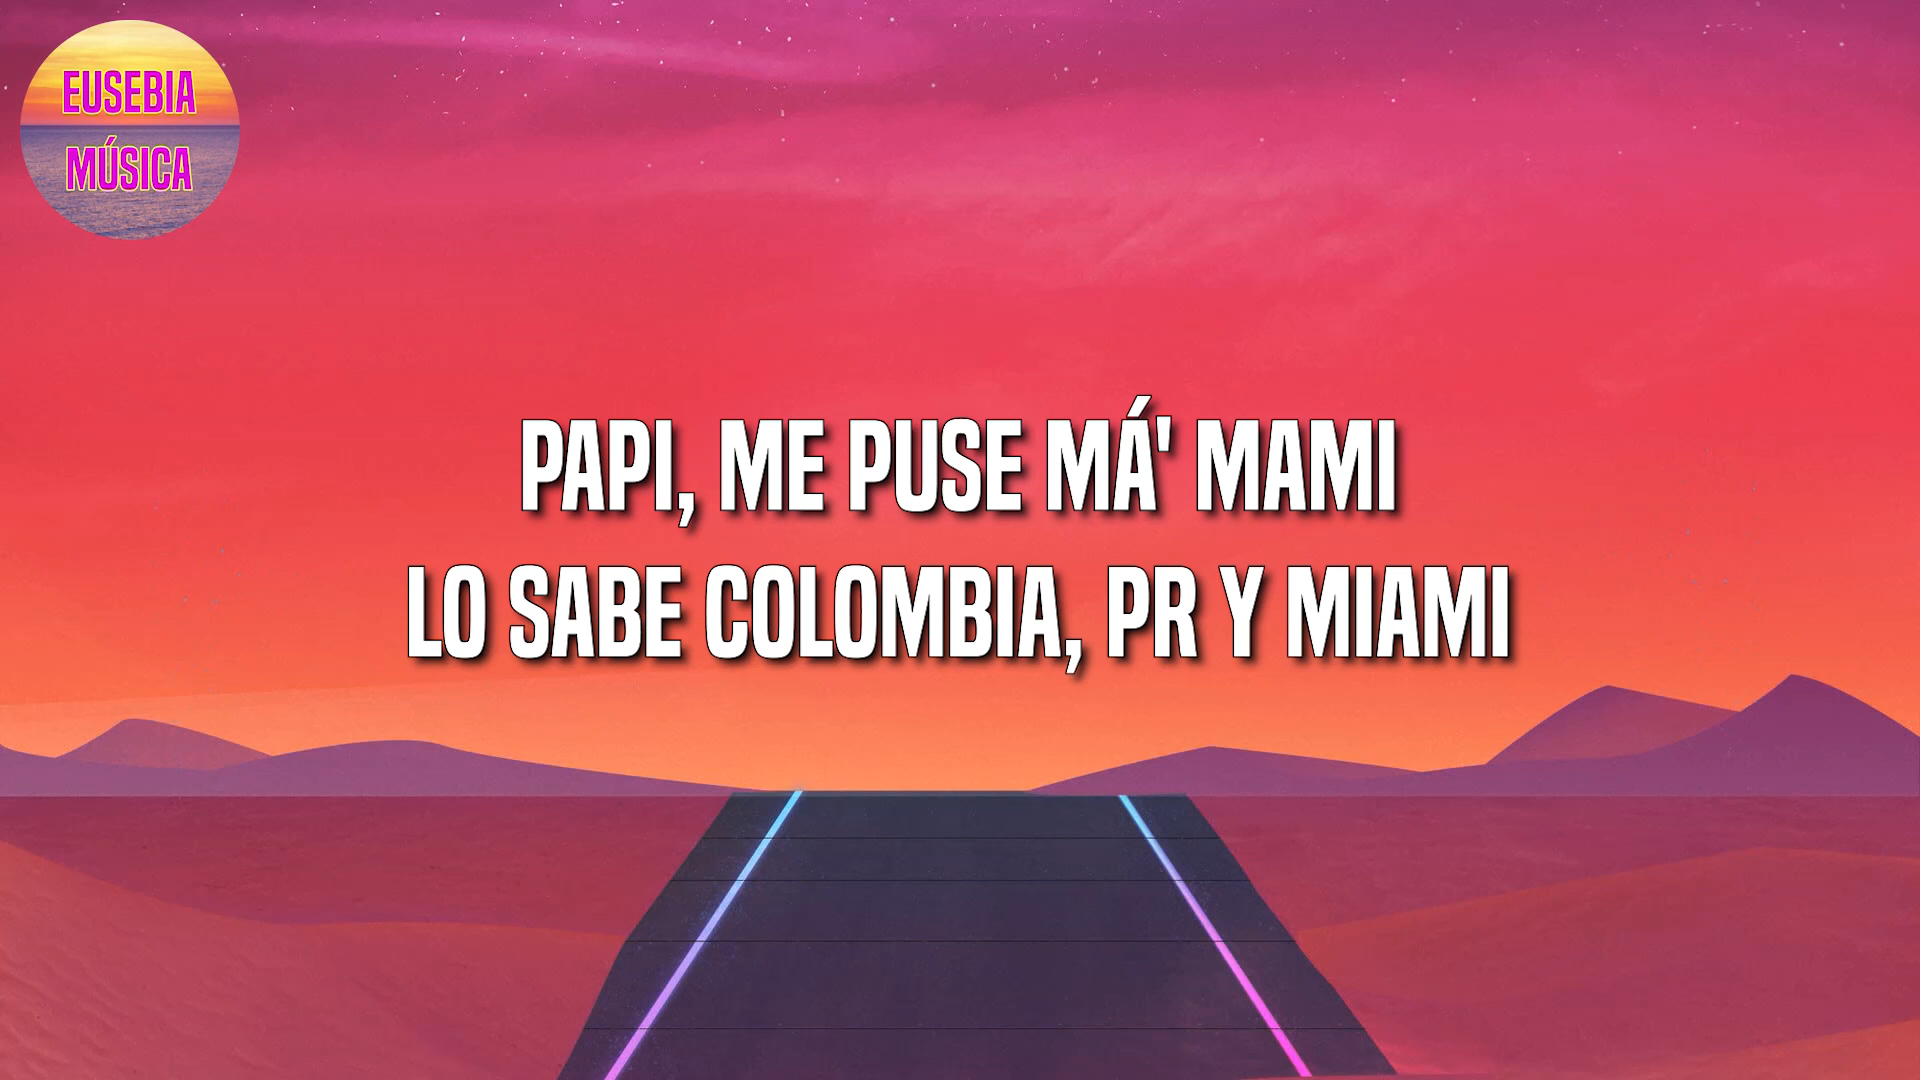 EUSEBIA
MÚSICA
PAPI, ME PUSE MÁ' MAMI
LO SABE COLOMBIA, PR Y MIAMI